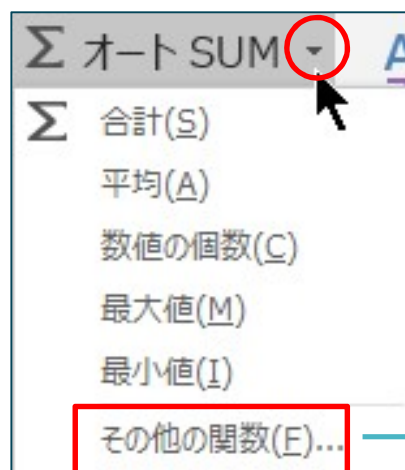 Σ オート SUM A
Σ 合計(S)
平均(A)
数値の個数(C)
最大値(M)
最小値(I)
その他の関数(F)...